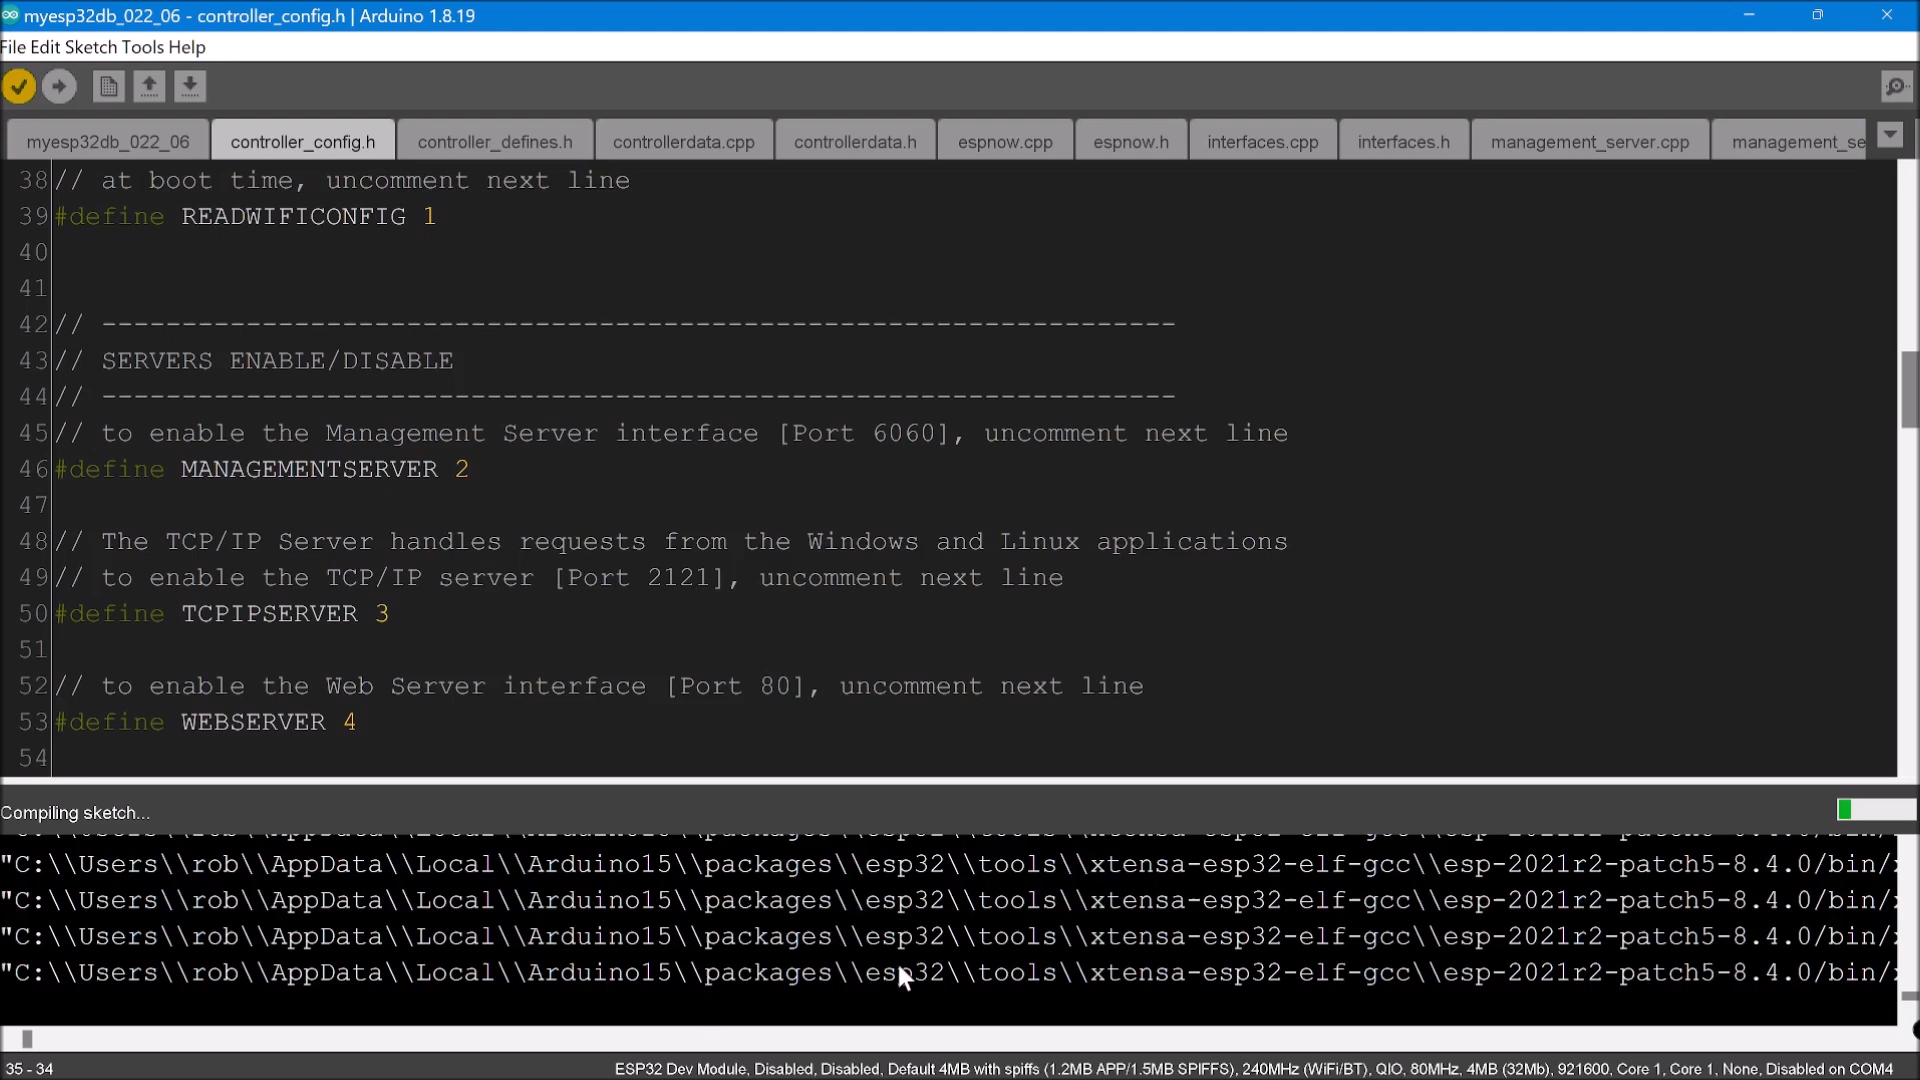 myesp32db_022_06 - controller_config.h | Arduino 1.8.19
File Edit Sketch Tools Help
myesp32db_022_06 controller_config.h controller_defines.h controllerdata.cpp controllerdata.h espnow.cpp espnow.h interfaces.cpp interfaces.h management_server.cpp management_se
38 // at boot time, uncomment next line
39 #define READWIFICONFIG 1
40
41
42 // -------------------------------------------------------------------
43 // SERVERS ENABLE/DISABLE
44 // -------------------------------------------------------------------
45 // to enable the Management Server interface [Port 6060], uncomment next line
46 #define MANAGEMENTSERVER 2
47
48 // The TCP/IP Server handles requests from the Windows and Linux applications
49 // to enable the TCP/IP server [Port 2121], uncomment next line
50 #define TCPIPSERVER 3
51
52 // to enable the Web Server interface [Port 80], uncomment next line
53 #define WEBSERVER 4
54
Compiling sketch...
"C:\\Users\\rob\\AppData\\Local\\Arduino15\\packages\\esp32\\tools\\xtensa-esp32-elf-gcc\\esp-2021r2-patch5-8.4.0/bin/x
"C:\\Users\\rob\\AppData\\Local\\Arduino15\\packages\\esp32\\tools\\xtensa-esp32-elf-gcc\\esp-2021r2-patch5-8.4.0/bin/x
"C:\\Users\\rob\\AppData\\Local\\Arduino15\\packages\\esp32\\tools\\xtensa-esp32-elf-gcc\\esp-2021r2-patch5-8.4.0/bin/x
"C:\\Users\\rob\\AppData\\Local\\Arduino15\\packages\\esp32\\tools\\xtensa-esp32-elf-gcc\\esp-2021r2-patch5-8.4.0/bin/x
35 - 34 ESP32 Dev Module, Disabled, Disabled, Default 4MB with spiffs (1.2MB APP/1.5MB SPIFFS), 240MHz (WiFi/BT), QIO, 80MHz, 4MB (32Mb), 921600, Core 1, Core 1, None, Disabled on COM4